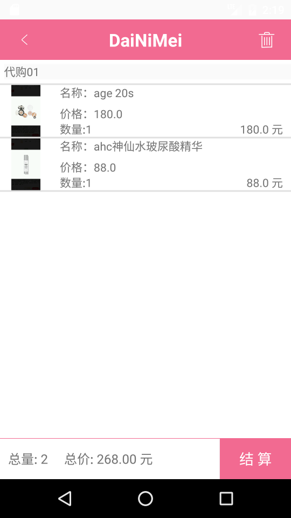 DaiNiMei
代购01
名称：age 20s
价格：180.0
数量:1
180.0 元
名称：ahc神仙水玻尿酸精华
价格：88.0
数量:1
88.0 元
总量: 2
总价: 268.00 元
结 算